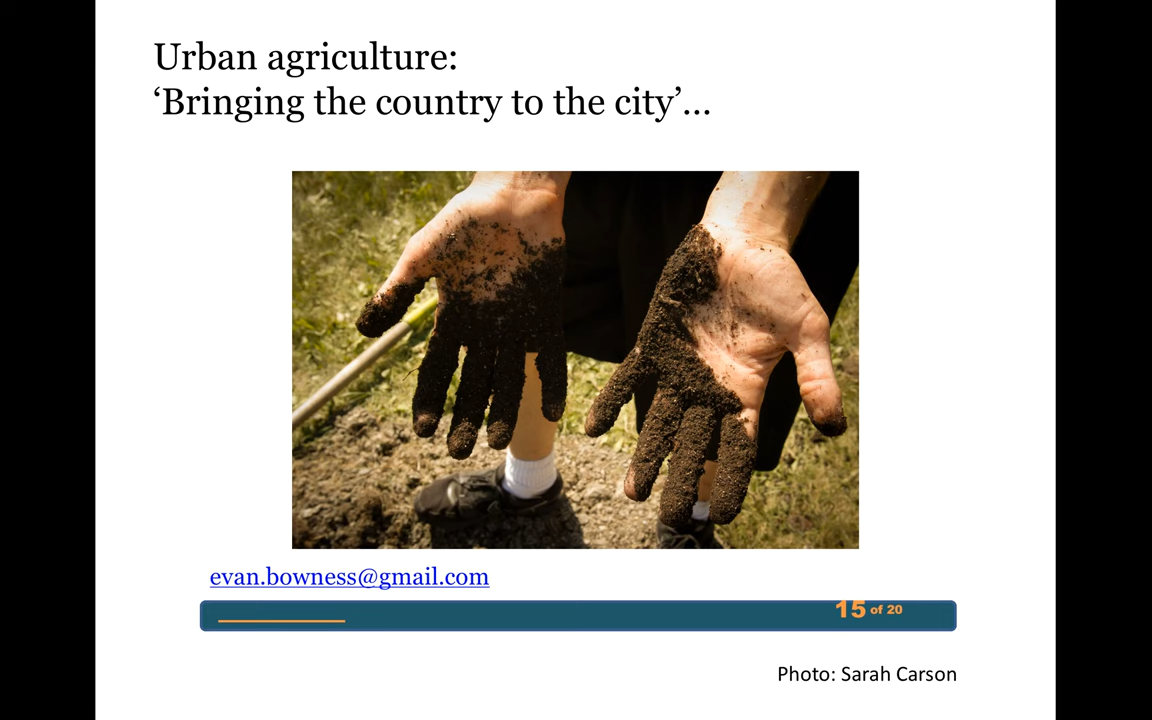 Urban agriculture:
‘Bringing the country to the city’...
evan.bowness@gmail.com
15 of 20
Photo: Sarah Carson